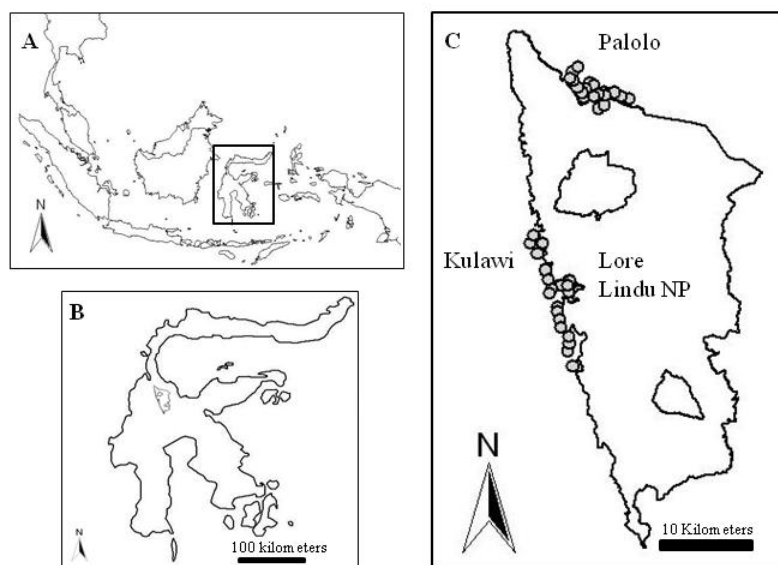 A
N
B
N
100 kilometers
C
Palolo
Kulawi
Lore
Lindu NP
N
10 Kilometers